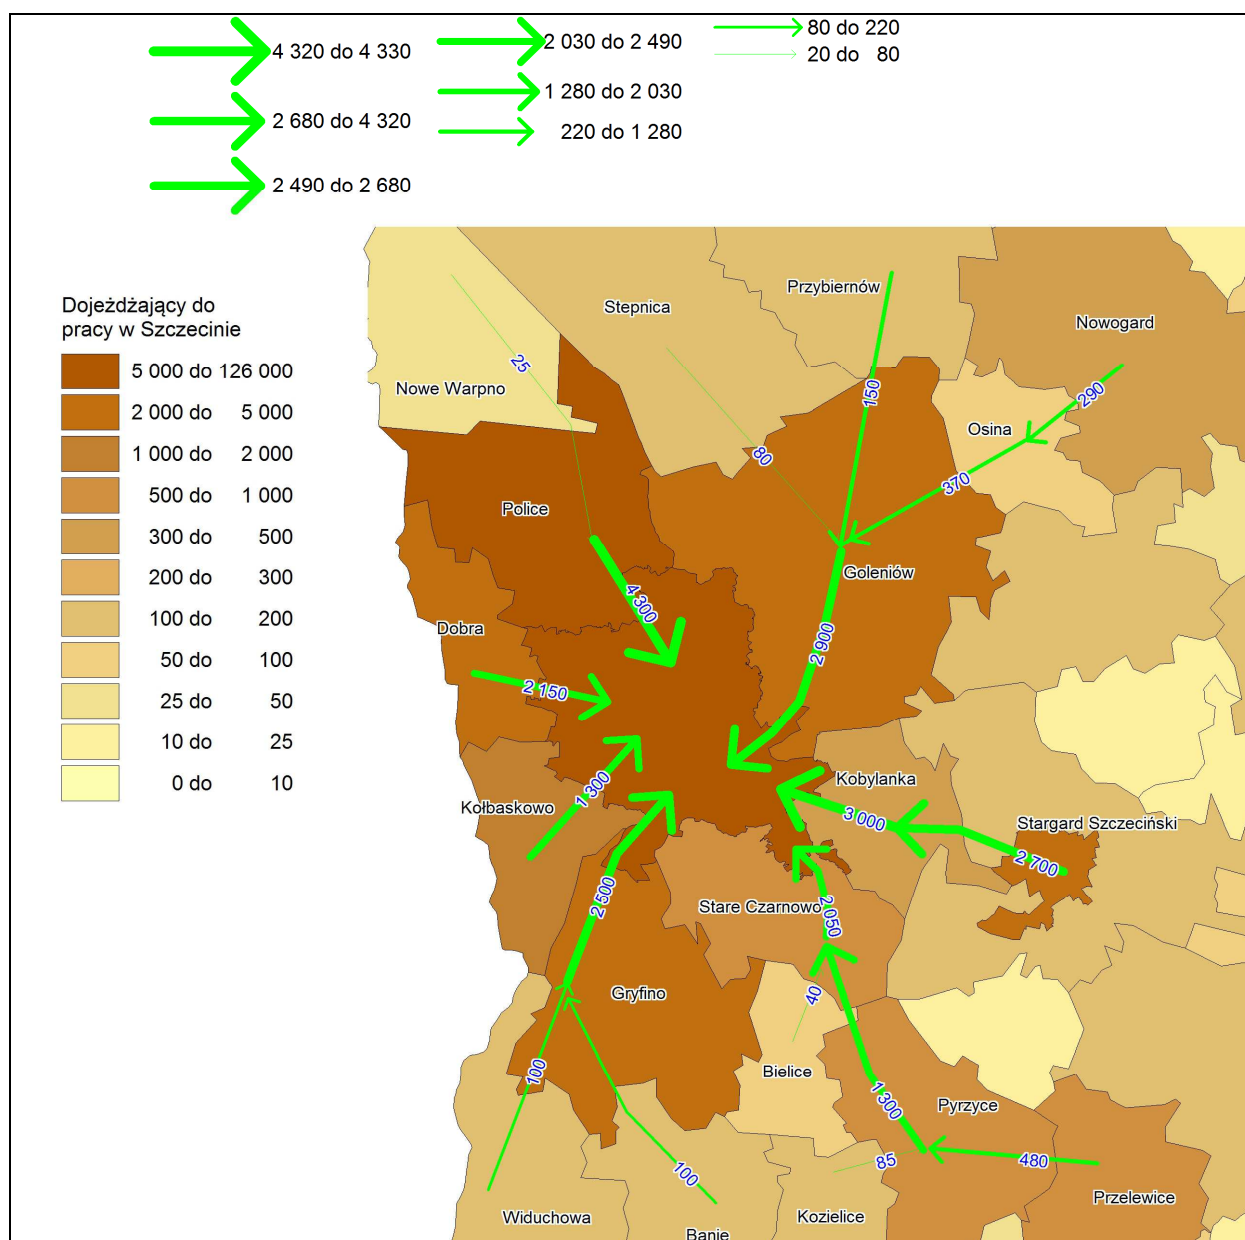 4 320 do 4 330
2 680 do 4 320
2 490 do 2 680
2 030 do 2 490
1 280 do 2 030
220 do 1 280
80 do 220
20 do 80
Dojeżdżający do
pracy w Szczecinie
5 000 do 126 000
2 000 do 5 000
1 000 do 2 000
500 do 1 000
300 do 500
200 do 300
100 do 200
50 do 100
25 do 50
10 do 25
0 do 10
Przybiernów
Stepnica
Nowogard
25
Nowe Warpno
150
290
Osina
80
370
Police
Goleniów
4 300
Dobra
2 900
2 150
Kobylanka
1 300
Kołbaskowo
3 000
Stargard Szczeciński
2 700
2 500
Stare Czarnowo
2 050
Gryfino
40
100
Bielice
1 300
Pyrzyce
85
480
100
Przelewice
Widuchowa
Kozielice
Banie